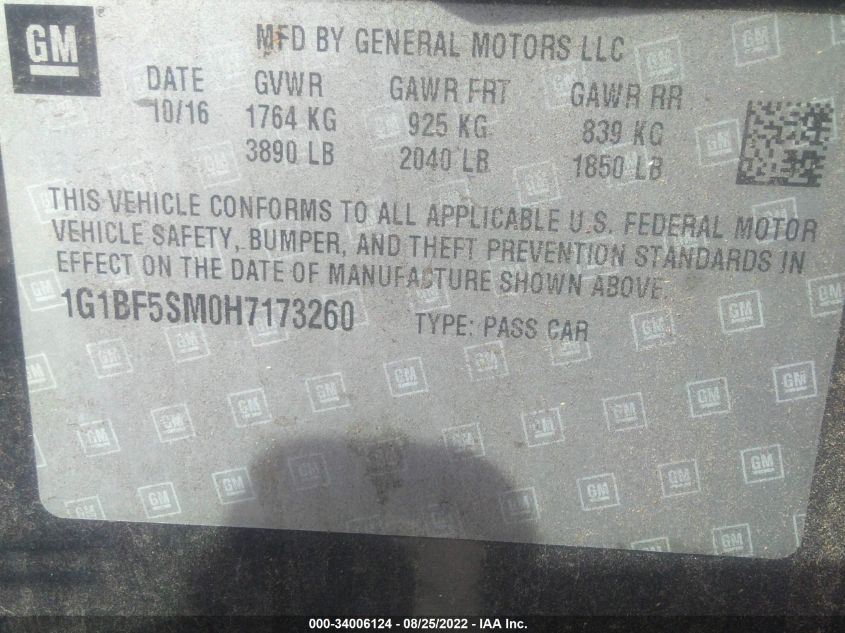 GM
MFD BY GENERAL MOTORS LLC
DATE GVWR GAWR FRT GAWR RR
10/16 1764 KG 925 KG 839 KG
3890 LB 2040 LB 1850 LB
THIS VEHICLE CONFORMS TO ALL APPLICABLE U.S. FEDERAL MOTOR
VEHICLE SAFETY, BUMPER, AND THEFT PREVENTION STANDARDS IN
EFFECT ON THE DATE OF MANUFACTURE SHOWN ABOVE.
1G1BF5SM0H7173260 TYPE: PASS CAR
000-34006124 - 08/25/2022 - IAA Inc.